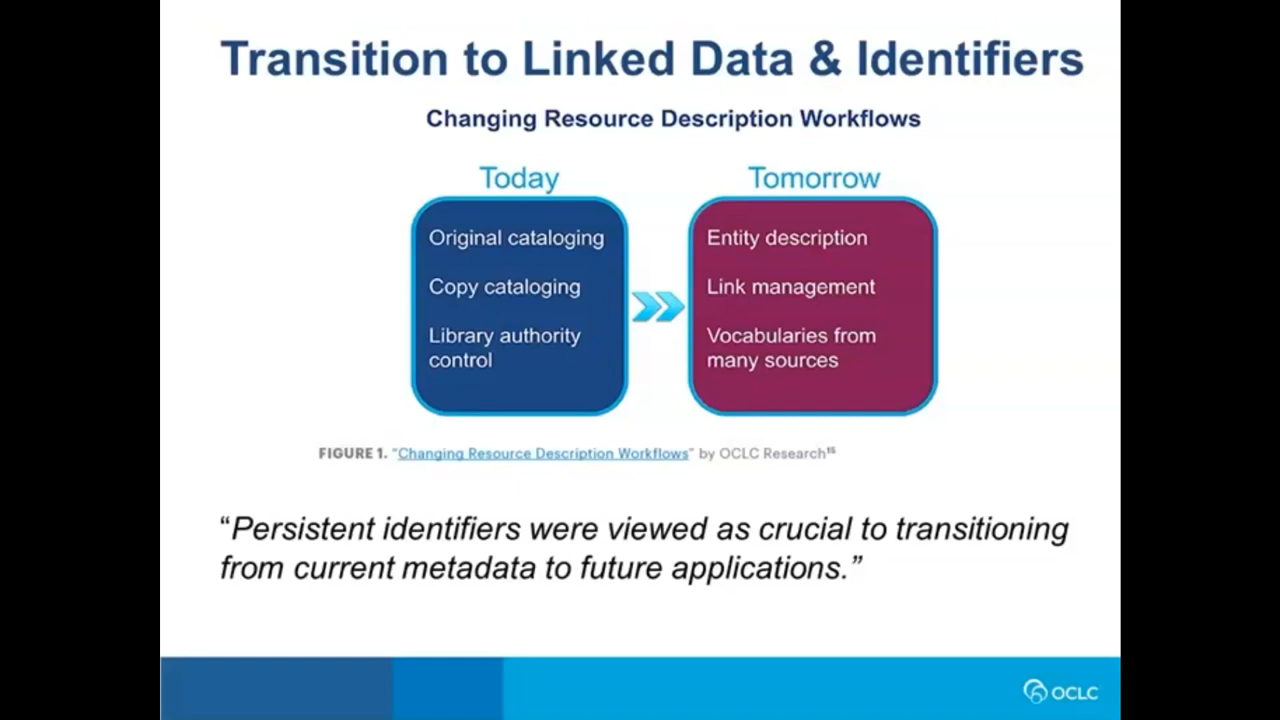 Transition to Linked Data & Identifiers
Changing Resource Description Workflows
Today
Original cataloging
Copy cataloging
Library authority
control
Tomorrow
Entity description
Link management
Vocabularies from
many sources
FIGURE 1. “Changing Resource Description Workflows” by OCLC Research¹⁵
“Persistent identifiers were viewed as crucial to transitioning
from current metadata to future applications.”
OCLC